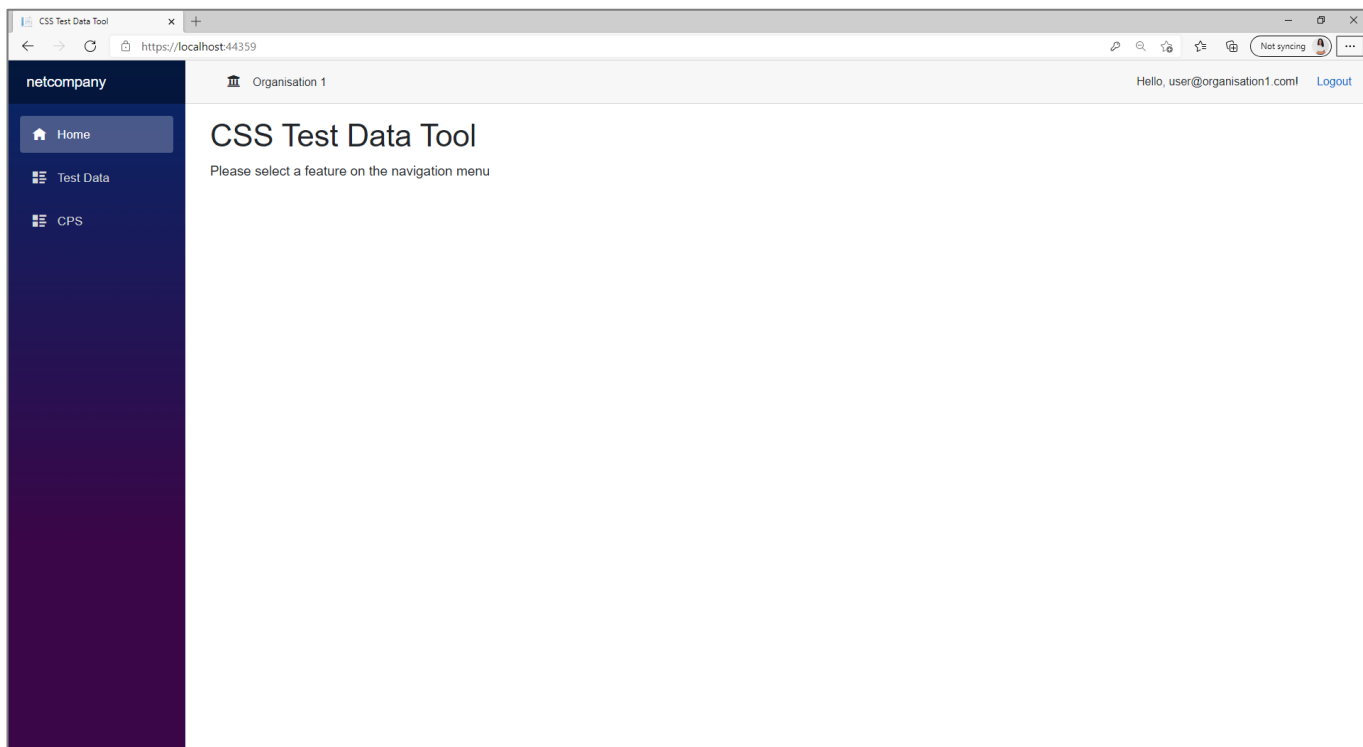 CSS Test Data Tool
https://localhost:44359
Not syncing
netcompany
Organisation 1
Hello, user@organisation1.com!
Logout
Home
Test Data
CPS
CSS Test Data Tool
Please select a feature on the navigation menu